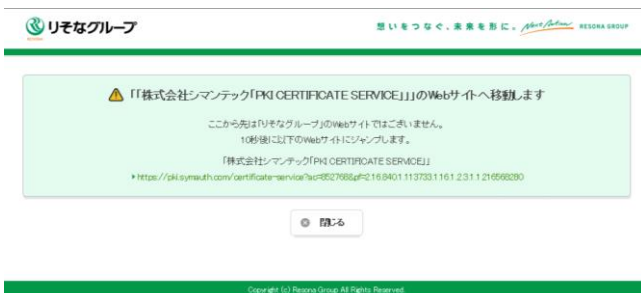 りそなグループ
RESONA
想いをつなぐ、未来を形に。 Next Action RESONA GROUP
「「株式会社シマンテック「PKI CERTIFICATE SERVICE」」」のWebサイトへ移動します
ここから先は「りそなグループ」のWebサイトではございません。
10秒後に以下のWebサイトにジャンプします。
「株式会社シマンテック「PKI CERTIFICATE SERVICE」」
https://pki.symauth.com/certificate-service?ac=852768&pf=2.16.840.1.113733.1.16.1.2.3.1.1.216568280
閉じる
Copyright (c) Resona Group All Rights Reserved.